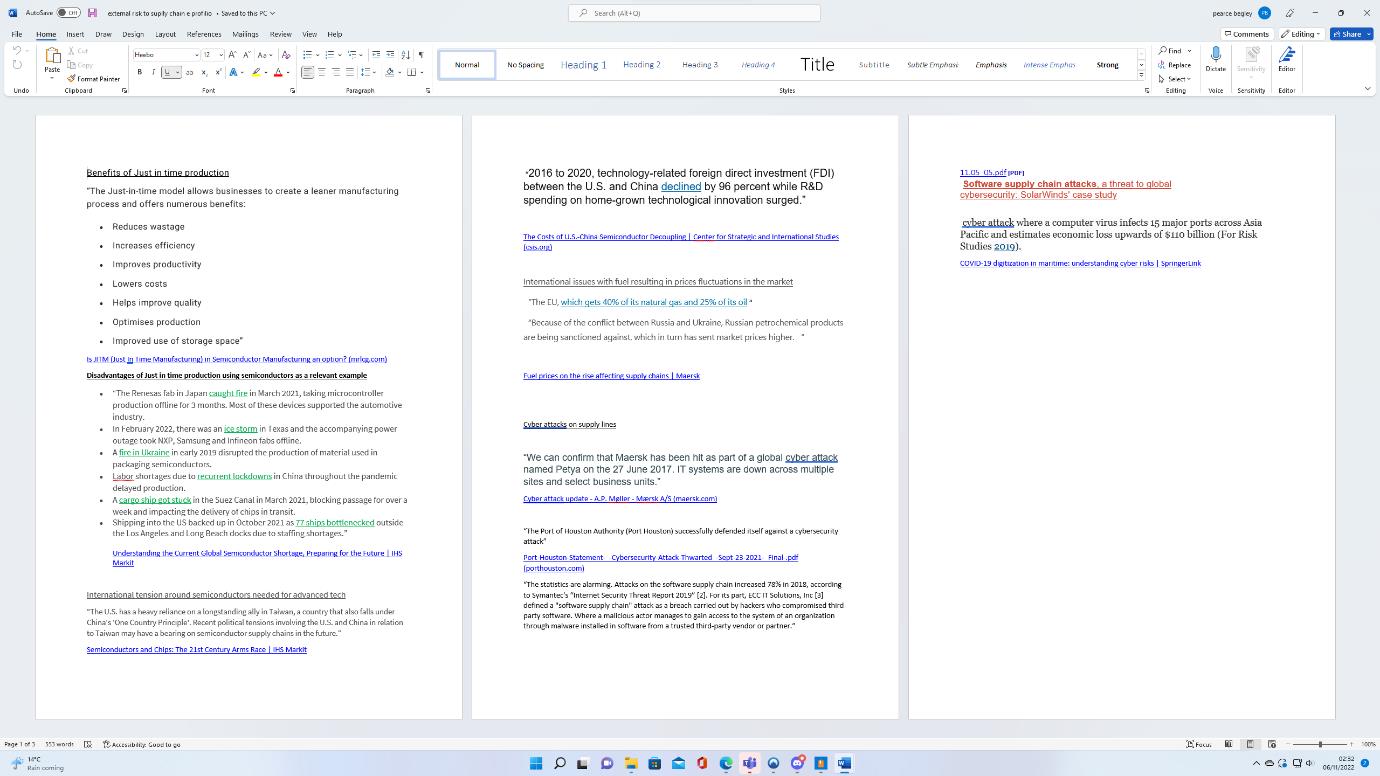 AutoSave Off external risk to suplly chain e profilio • Saved to this PC Search (Alt+Q) pearce begley PB
File Home Insert Draw Design Layout References Mailings Review View Help Comments Editing Share
Undo
Paste Cut Copy Format Painter
Clipboard
Heebo 12
Font
Paragraph
Normal No Spacing Heading 1 Heading 2 Heading 3 Heading 4 Title Subtitle Subtle Emphasis Emphasis Intense Emphas Strong
Styles
Find Replace Select
Editing
Dictate
Voice
Sensitivity
Sensitivity
Editor
Editor
Benefits of Just in time production
"The Just-in-time model allows businesses to create a leaner manufacturing
process and offers numerous benefits:
• Reduces wastage
• Increases efficiency
• Improves productivity
• Lowers costs
• Helps improve quality
• Optimises production
• Improved use of storage space"
Is JITM (Just In Time Manufacturing) in Semiconductor Manufacturing an option? (mrlcg.com)
Disadvantages of Just in time production using semiconductors as a relevant example
• "The Renesas fab in Japan caught fire in March 2021, taking microcontroller
production offline for 3 months. Most of these devices supported the automotive
industry.
• In February 2022, there was an ice storm in Texas and the accompanying power
outage took NXP, Samsung and Infineon fabs offline.
• A fire in Ukraine in early 2019 disrupted the production of material used in
packaging semiconductors.
• Labor shortages due to recurrent lockdowns in China throughout the pandemic
delayed production.
• A cargo ship got stuck in the Suez Canal in March 2021, blocking passage for over a
week and impacting the delivery of chips in transit.
• Shipping into the US backed up in October 2021 as 77 ships bottlenecked outside
the Los Angeles and Long Beach docks due to staffing shortages."
Understanding the Current Global Semiconductor Shortage, Preparing for the Future | IHS
Markit
International tension around semiconductors needed for advanced tech
"The U.S. has a heavy reliance on a longstanding ally in Taiwan, a country that also falls under
China's 'One Country Principle'. Recent political tensions involving the U.S. and China in relation
to Taiwan may have a bearing on semiconductor supply chains in the future."
Semiconductors and Chips: The 21st Century Arms Race | IHS Markit
"2016 to 2020, technology-related foreign direct investment (FDI)
between the U.S. and China declined by 96 percent while R&D
spending on home-grown technological innovation surged."
The Costs of U.S.-China Semiconductor Decoupling | Center for Strategic and International Studies
(csis.org)
International issues with fuel resulting in prices fluctuations in the market
"The EU, which gets 40% of its natural gas and 25% of its oil "
"Because of the conflict between Russia and Ukraine, Russian petrochemical products
are being sanctioned against, which in turn has sent market prices higher. "
Fuel prices on the rise affecting supply chains | Maersk
Cyber attacks on supply lines
"We can confirm that Maersk has been hit as part of a global cyber attack
named Petya on the 27 June 2017. IT systems are down across multiple
sites and select business units."
Cyber attack update - A.P. Møller - Mærsk A/S (maersk.com)
"The Port of Houston Authority (Port Houston) successfully defended itself against a cybersecurity
attack"
Port-Houston-Statement-_-Cybersecurity-Attack-Thwarted_-Sept-23-2021-_Final-.pdf
(porthouston.com)
"The statistics are alarming. Attacks on the software supply chain increased 78% in 2018, according
to Symantec's "Internet Security Threat Report 2019" [2]. For its part, ECC IT Solutions, Inc [3]
defined a "software supply chain" attack as a breach carried out by hackers who compromised third
party software. Where a malicious actor manages to gain access to the system of an organization
through malware installed in software from a trusted third-party vendor or partner."
11.05_05.pdf [PDF]
Software supply chain attacks, a threat to global
cybersecurity: SolarWinds' case study
cyber attack where a computer virus infects 15 major ports across Asia
Pacific and estimates economic loss upwards of $110 billion (For Risk
Studies 2019).
COVID-19 digitization in maritime: understanding cyber risks | SpringerLink
Page 1 of 3 553 words Accessibility: Good to go Focus 100%
14°C
Rain coming
02:32
06/11/2022